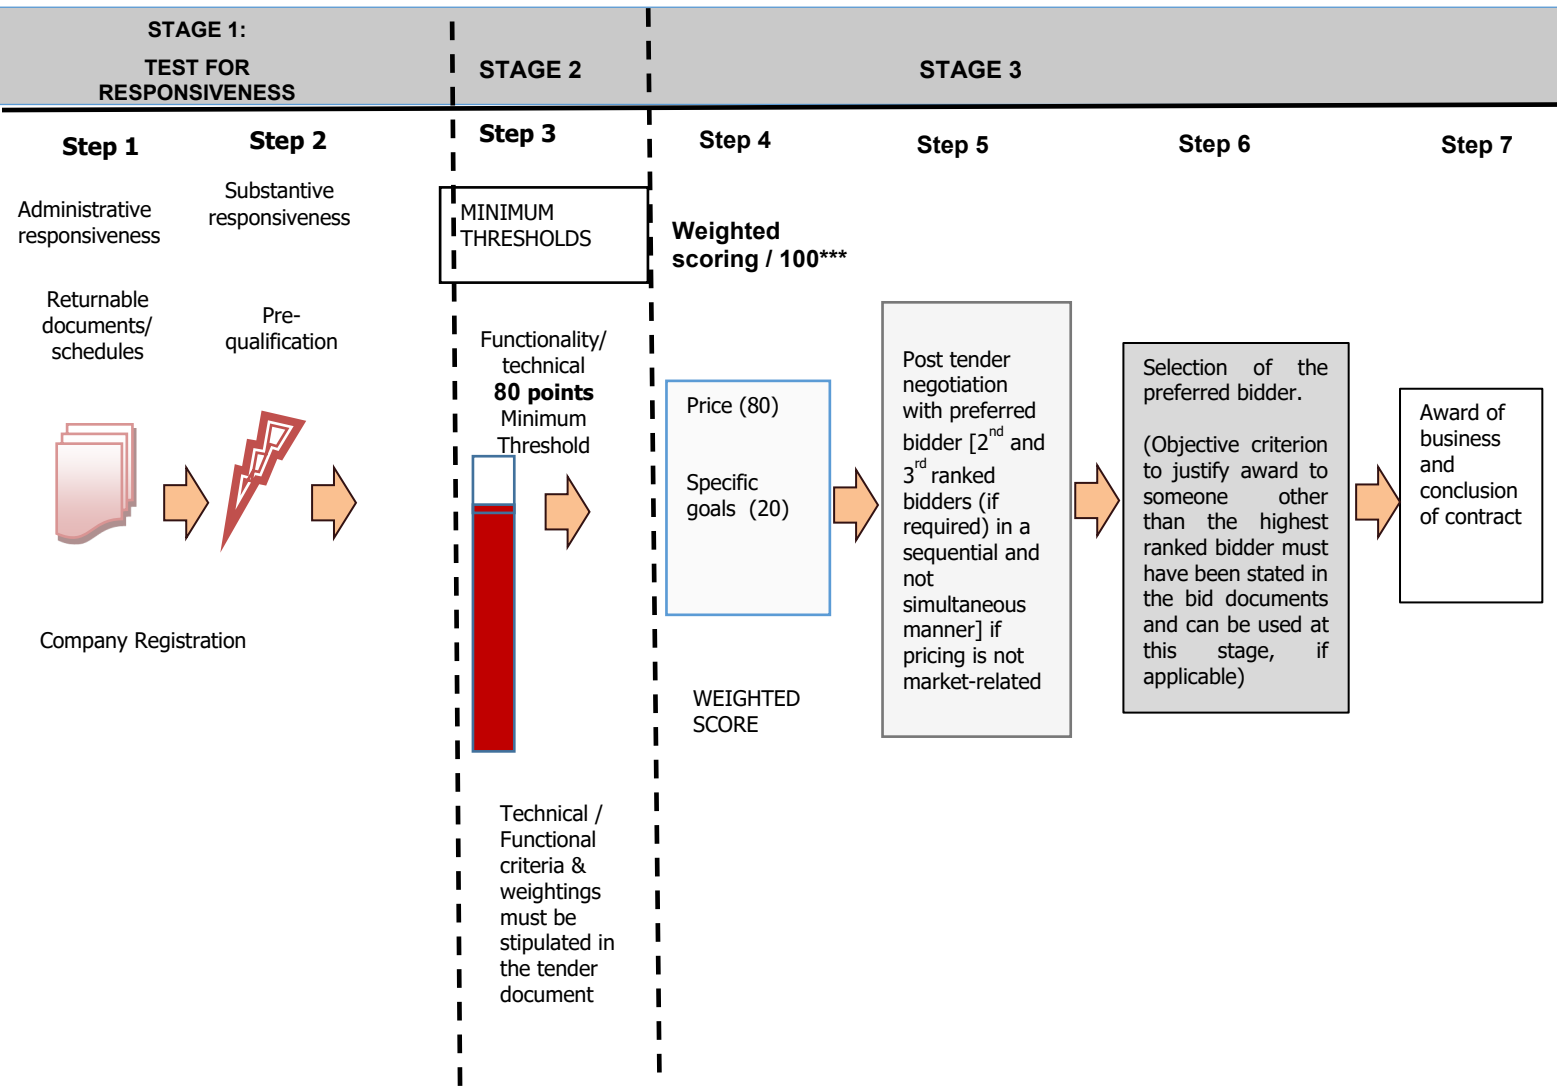 STAGE 1:
TEST FOR
RESPONSIVENESS
STAGE 2
STAGE 3
Step 1
Step 2
Step 3
Step 4
Step 5
Step 6
Step 7
Administrative
responsiveness
Substantive
responsiveness
MINIMUM
THRESHOLDS
Weighted
scoring / 100***
Returnable
documents/
schedules
Pre-
qualification
Functionality/
technical
80 points
Minimum
Threshold
Price (80)
Specific
goals (20)
Post tender
negotiation
with preferred
bidder [2nd and
3rd ranked
bidders (if
required) in a
sequential and
not
simultaneous
manner] if
pricing is not
market-related
Selection of the
preferred bidder.
(Objective criterion
to justify award to
someone other
than the highest
ranked bidder must
have been stated in
the bid documents
and can be used at
this stage, if
applicable)
Award of
business
and
conclusion
of contract
Company Registration
WEIGHTED
SCORE
Technical /
Functional
criteria &
weightings
must be
stipulated in
the tender
document